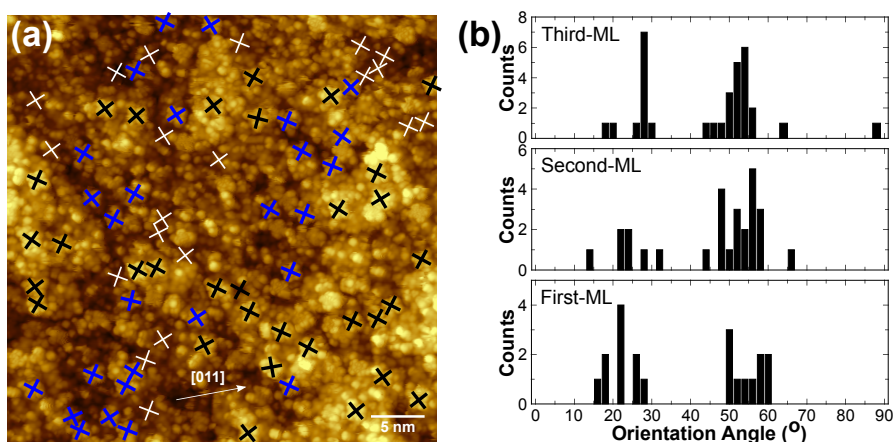 (a)
[011]
5 nm
(b)
8
6
4
2
0
Counts
Third-ML
6
4
2
0
Counts
Second-ML
4
2
0
Counts
First-ML
0 10 20 30 40 50 60 70 80 90
Orientation Angle (°)